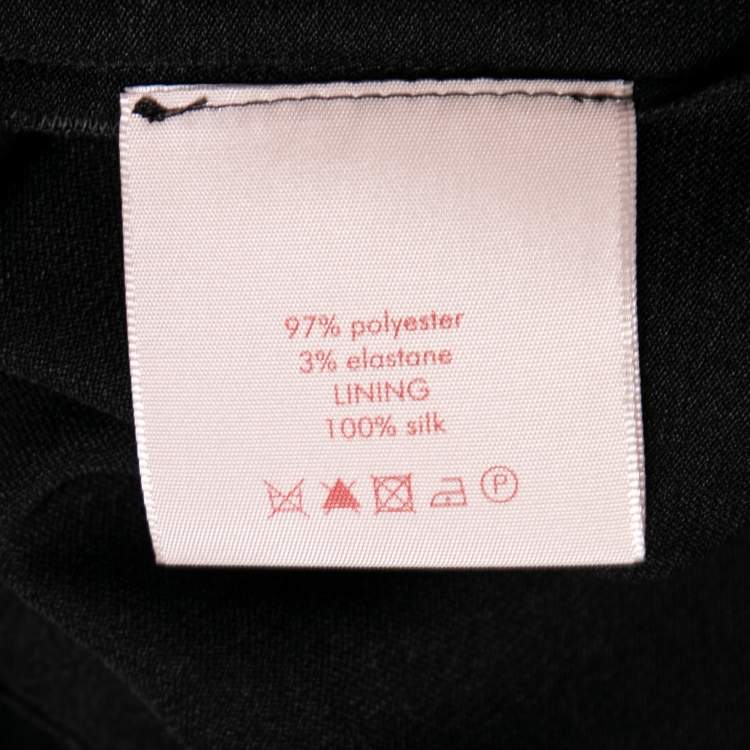 97% polyester
3% elastane
LINING
100% silk
P